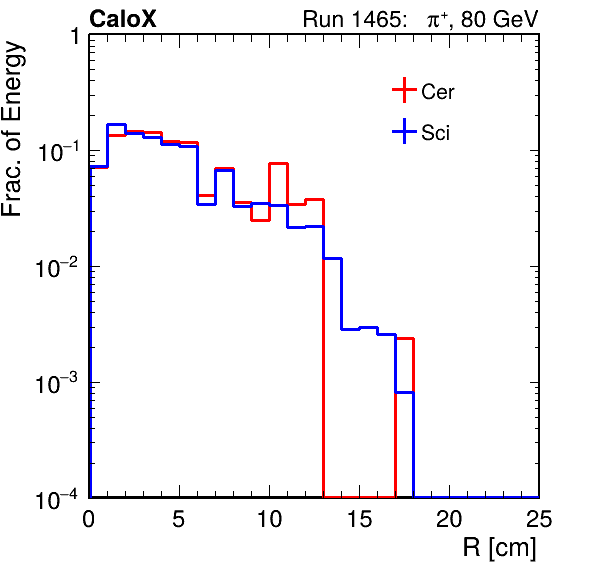 CaloX Run 1465: π⁺, 80 GeV
Frac. of Energy
1
10⁻¹
10⁻²
10⁻³
10⁻⁴
Cer
Sci
0 5 10 15 20 25
R [cm]